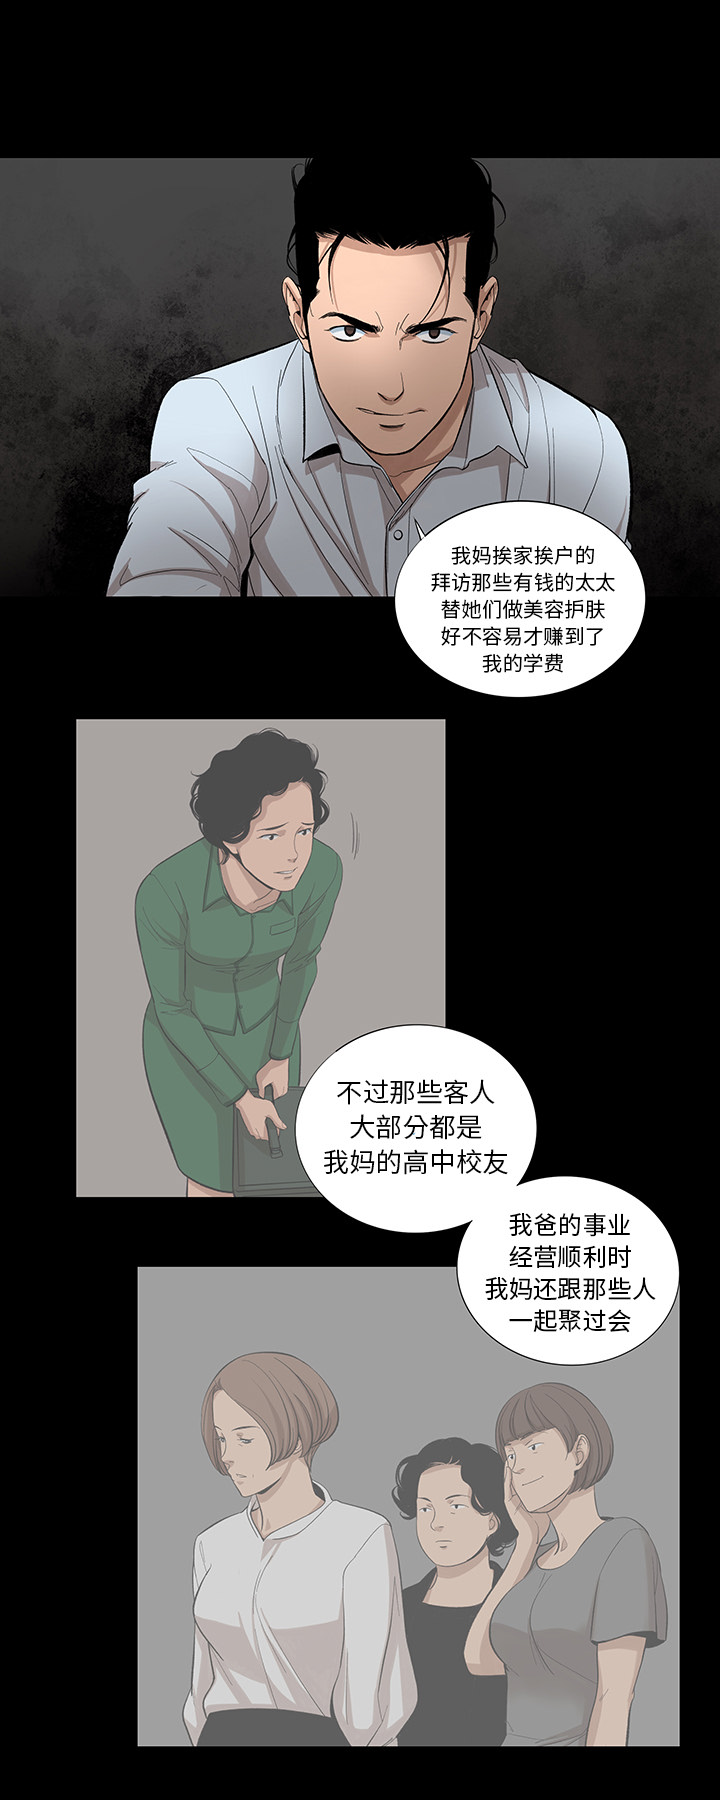 我妈挨家挨户的
拜访那些有钱的太太
替她们做美容护肤
好不容易才赚到了
我的学费
不过那些客人
大部分都是
我妈的高中校友
我爸的事业
经营顺利时
我妈还跟那些人
一起聚过会